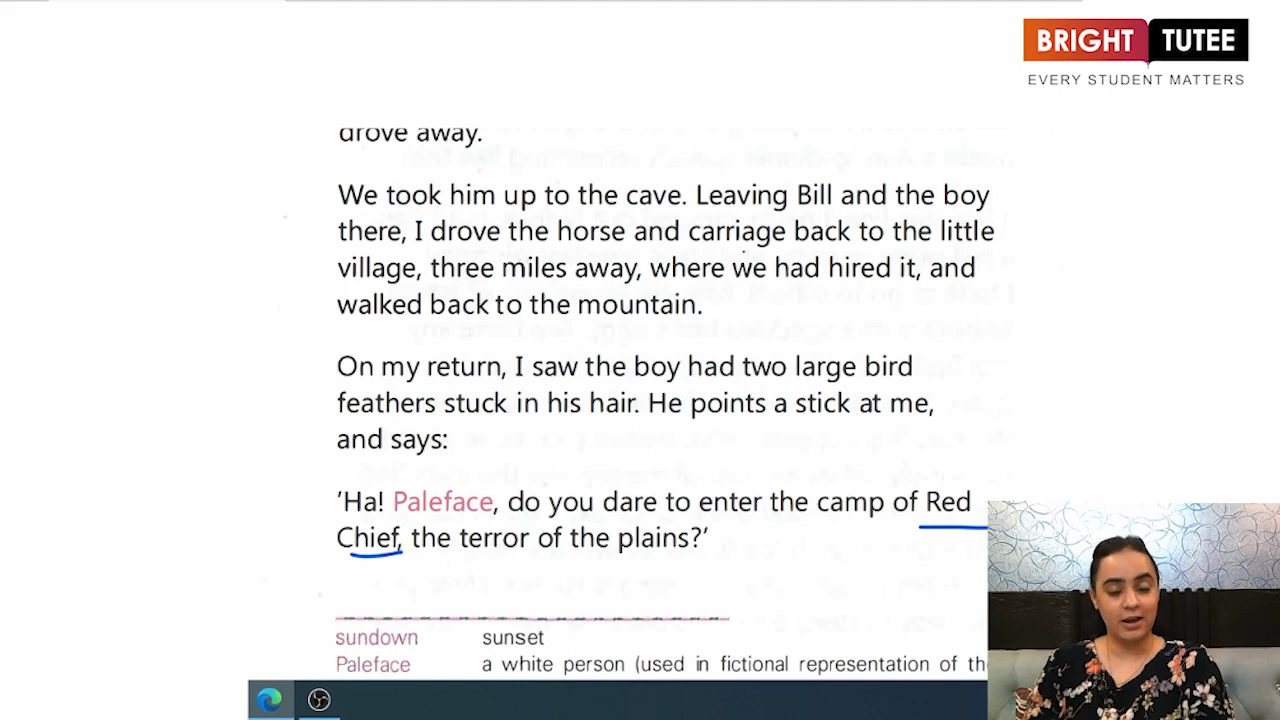 BRIGHT TUTEE
EVERY STUDENT MATTERS
drove away.
We took him up to the cave. Leaving Bill and the boy
there, I drove the horse and carriage back to the little
village, three miles away, where we had hired it, and
walked back to the mountain.
On my return, I saw the boy had two large bird
feathers stuck in his hair. He points a stick at me,
and says:
'Ha! Paleface, do you dare to enter the camp of Red
Chief, the terror of the plains?'
sundown sunset
Paleface a white person (used in fictional representation of the